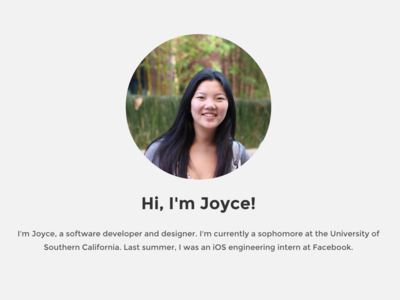 Hi, I'm Joyce!
I'm Joyce, a software developer and designer. I'm currently a sophomore at the University of
Southern California. Last summer, I was an iOS engineering intern at Facebook.